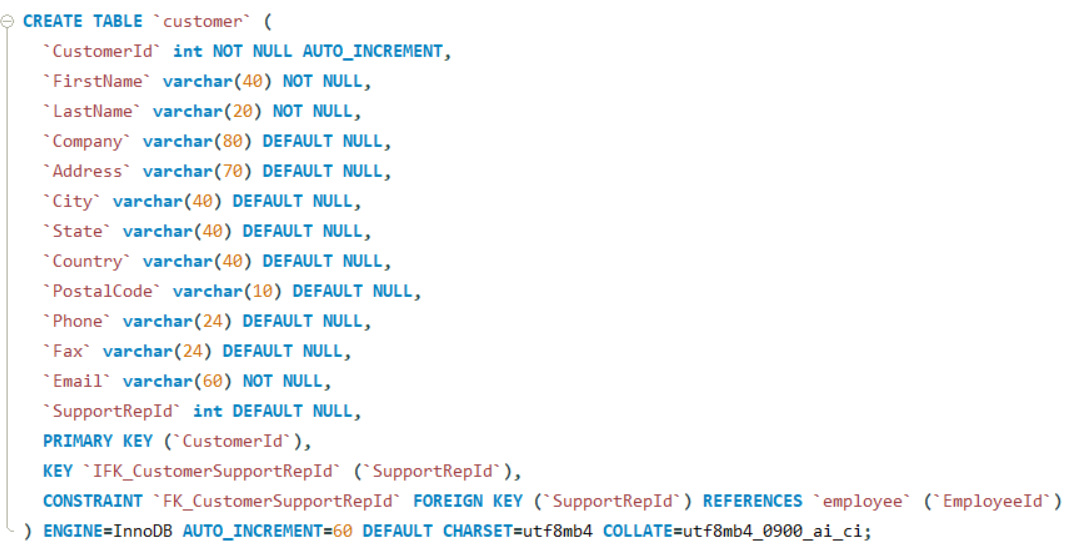 CREATE TABLE `customer` (
`CustomerId` int NOT NULL AUTO_INCREMENT,
`FirstName` varchar(40) NOT NULL,
`LastName` varchar(20) NOT NULL,
`Company` varchar(80) DEFAULT NULL,
`Address` varchar(70) DEFAULT NULL,
`City` varchar(40) DEFAULT NULL,
`State` varchar(40) DEFAULT NULL,
`Country` varchar(40) DEFAULT NULL,
`PostalCode` varchar(10) DEFAULT NULL,
`Phone` varchar(24) DEFAULT NULL,
`Fax` varchar(24) DEFAULT NULL,
`Email` varchar(60) NOT NULL,
`SupportRepId` int DEFAULT NULL,
PRIMARY KEY (`CustomerId`),
KEY `IFK_CustomerSupportRepId` (`SupportRepId`),
CONSTRAINT `FK_CustomerSupportRepId` FOREIGN KEY (`SupportRepId`) REFERENCES `employee` (`EmployeeId`)
) ENGINE=InnoDB AUTO_INCREMENT=60 DEFAULT CHARSET=utf8mb4 COLLATE=utf8mb4_0900_ai_ci;